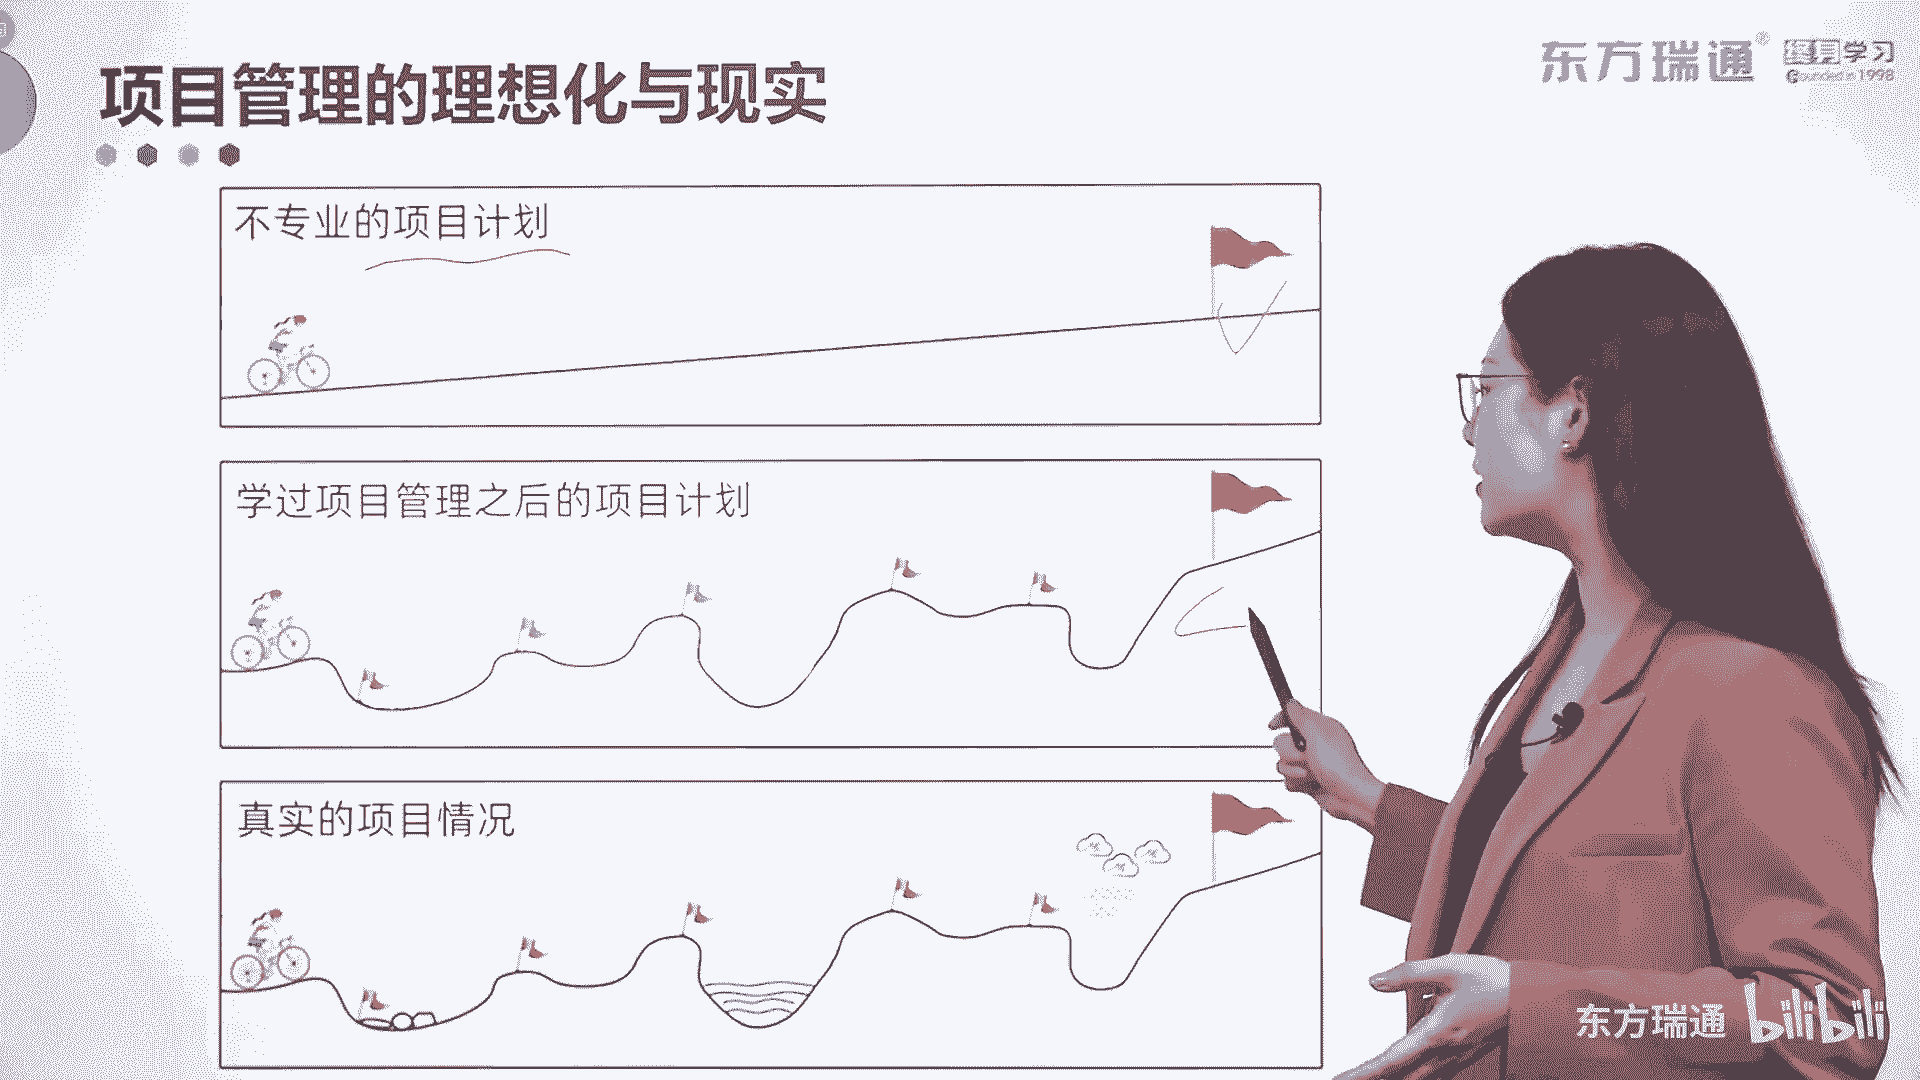 项目管理的理想化与现实
东方瑞通®
学习
Founded in 1998
不专业的项目计划
学过项目管理之后的项目计划
真实的项目情况
东方瑞通
bilibili